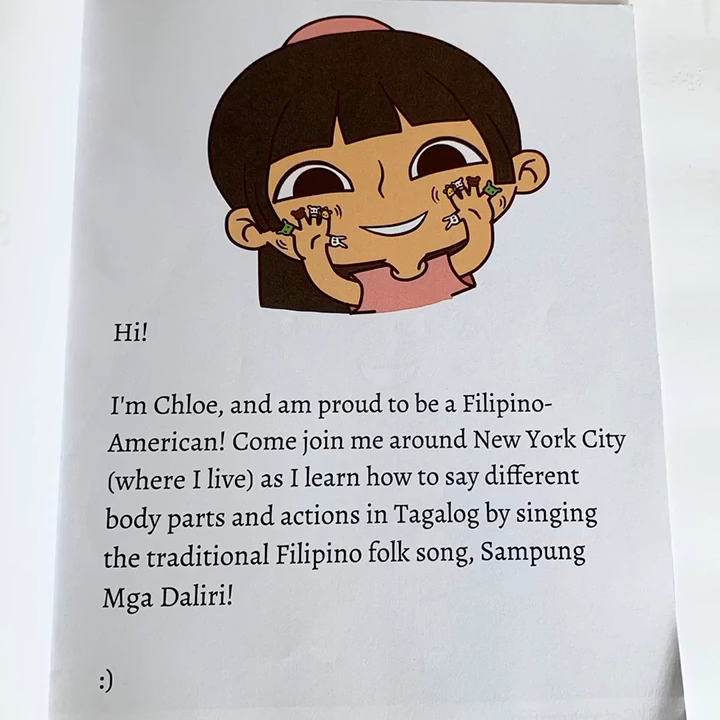 Hi!
I'm Chloe, and am proud to be a Filipino-
American! Come join me around New York City
(where I live) as I learn how to say different
body parts and actions in Tagalog by singing
the traditional Filipino folk song, Sampung
Mga Daliri!
:)